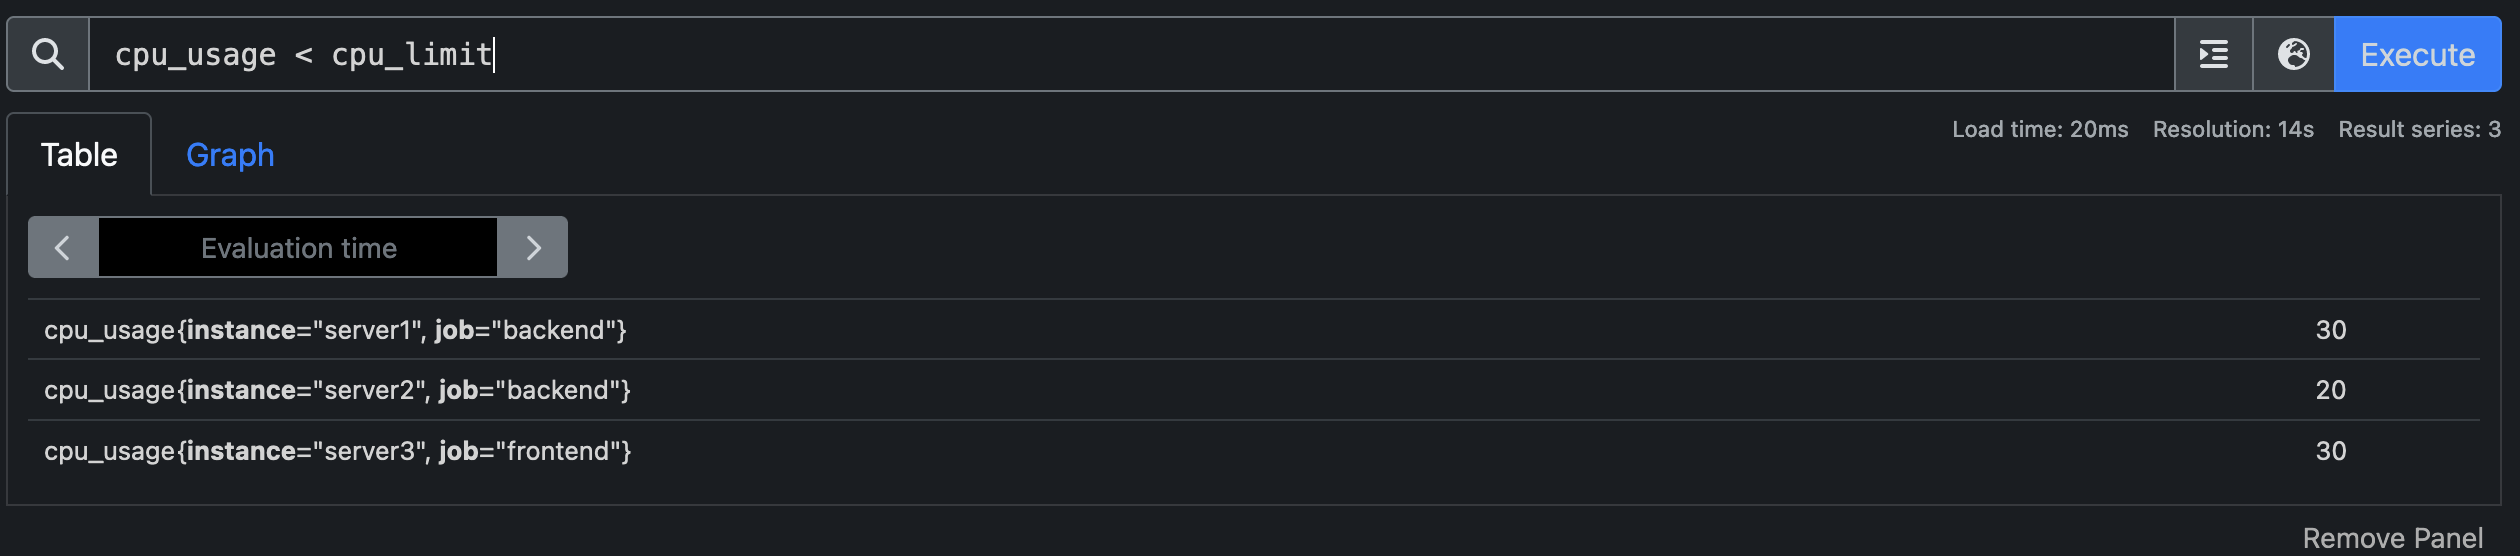 cpu_usage < cpu_limit
Execute
Table
Graph
Load time: 20ms Resolution: 14s Result series: 3
Evaluation time
cpu_usage{instance="server1", job="backend"} 30
cpu_usage{instance="server2", job="backend"} 20
cpu_usage{instance="server3", job="frontend"} 30
Remove Panel